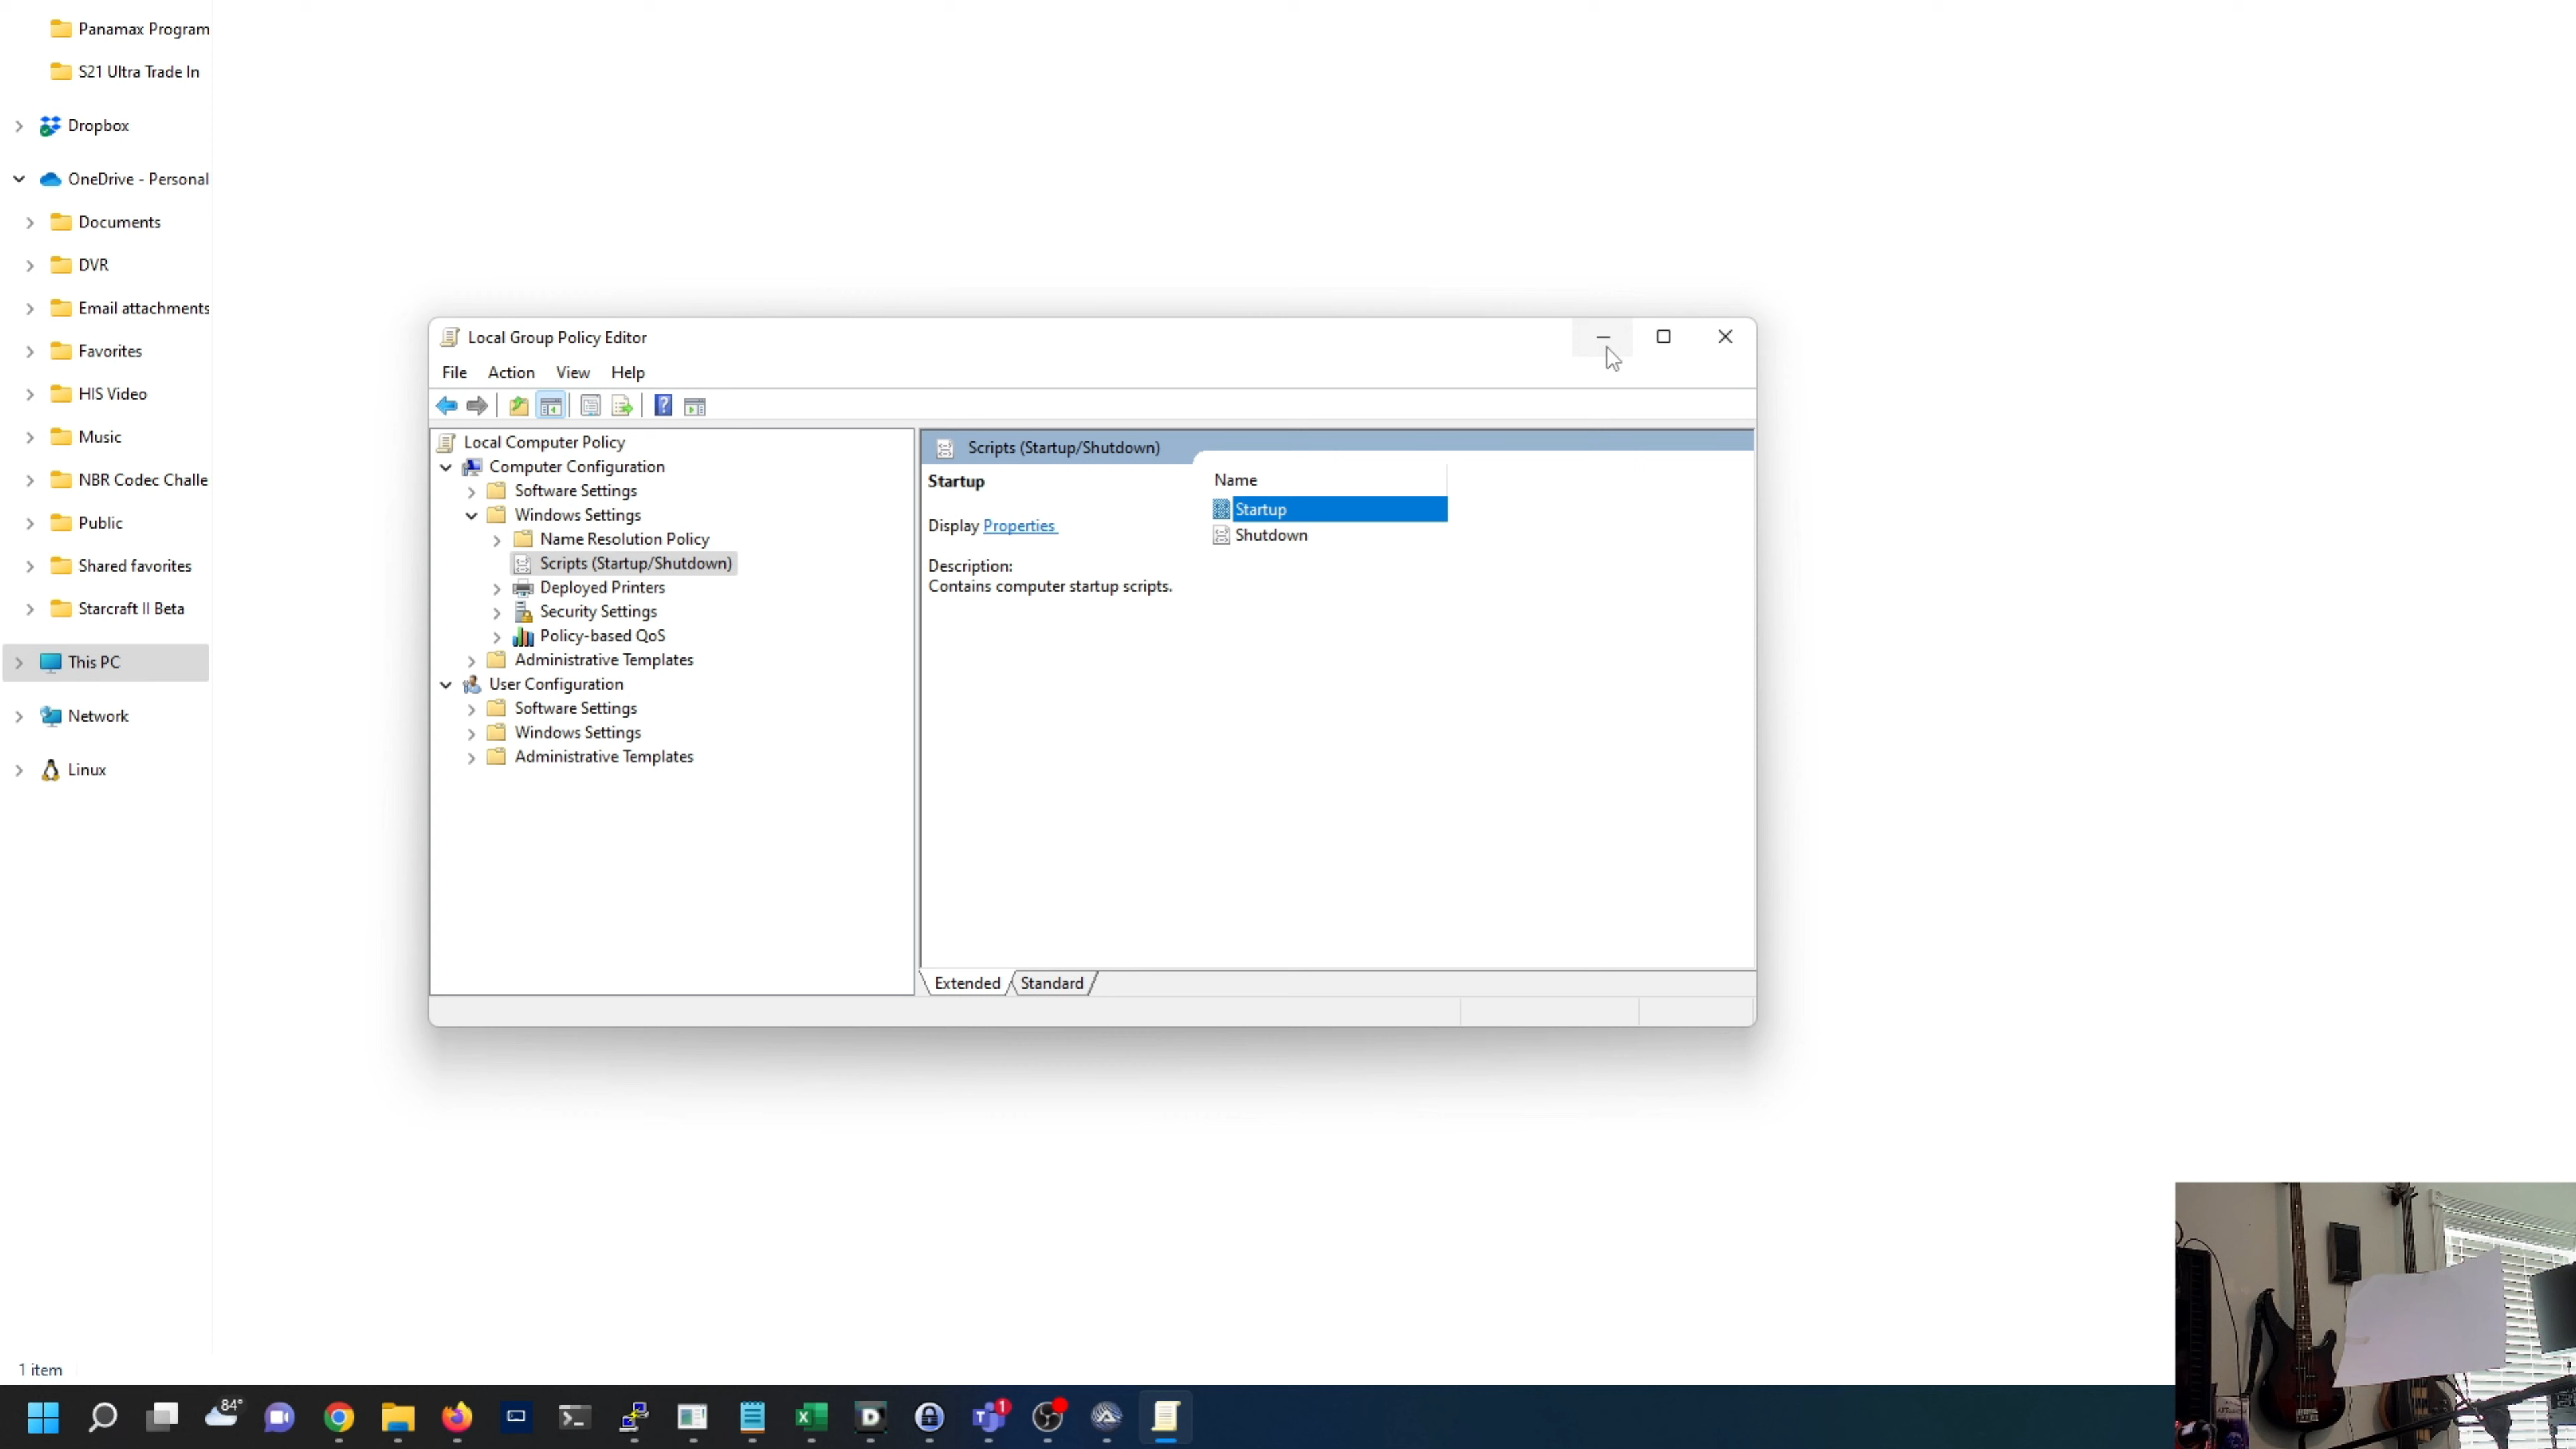 Panamax Program
S21 Ultra Trade In
Dropbox
OneDrive - Personal
Documents
DVR
Email attachments
Favorites
HIS Video
Music
NBR Codec Challe
Public
Shared favorites
Starcraft II Beta
This PC
Network
Linux
1 item
Local Group Policy Editor
File Action View Help
Local Computer Policy
Computer Configuration
Software Settings
Windows Settings
Name Resolution Policy
Scripts (Startup/Shutdown)
Deployed Printers
Security Settings
Policy-based QoS
Administrative Templates
User Configuration
Software Settings
Windows Settings
Administrative Templates
Scripts (Startup/Shutdown)
Startup
Display Properties
Description:
Contains computer startup scripts.
Name
Startup
Shutdown
Extended Standard
84°
1